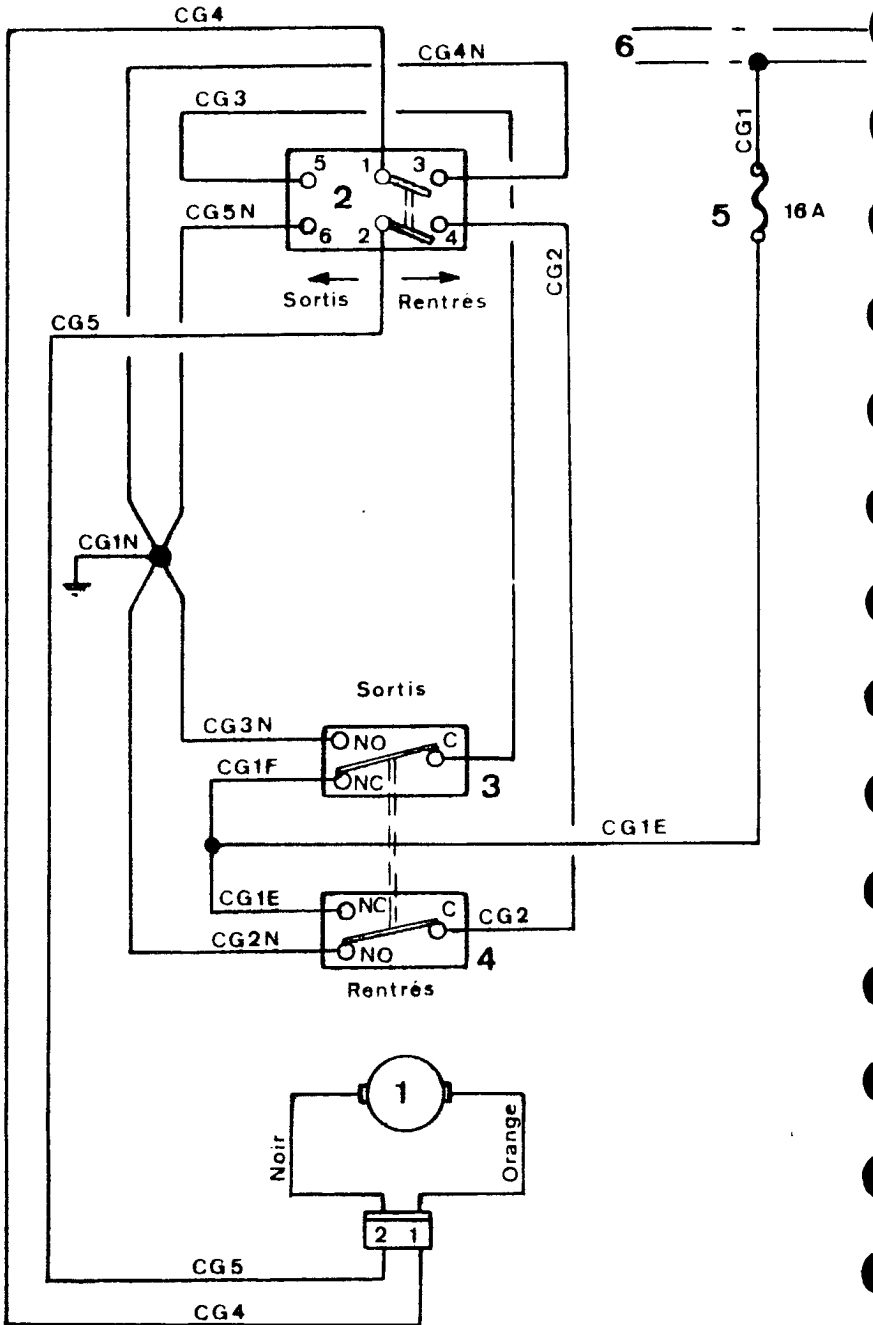 CG4
6
CG4N
CG3
CG1
5 1 3
2
5 16A
CG5N
6 2 4
CG2
Sortis Rentrés
CG5
CG1N
Sortis
CG3N
NO C
CG1F
NC
3
CG1E
CG1E
NC C
CG2
CG2N
NO
4
Rentrés
1
Noir
Orange
2 1
CG5
CG4